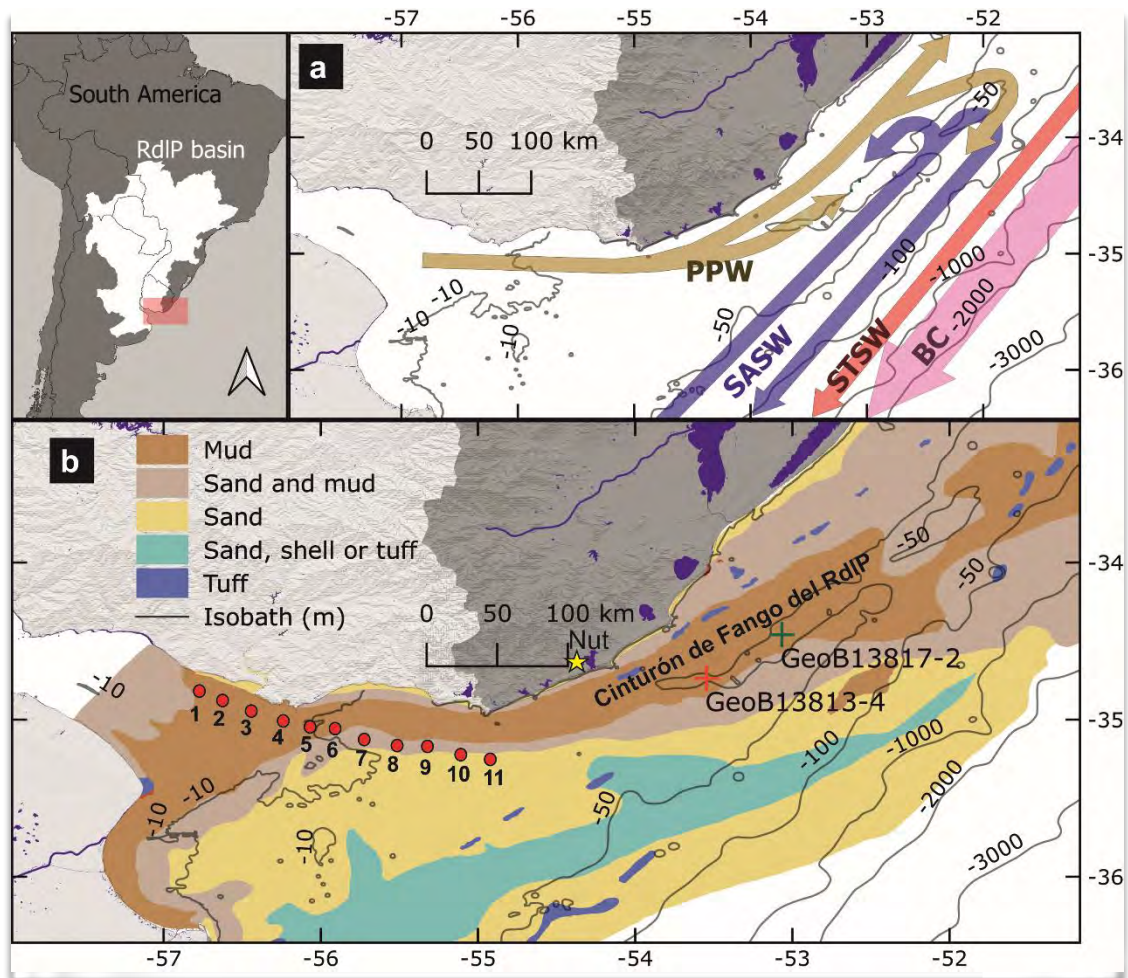 -57 -56 -55 -54 -53 -52
South America
RdlP basin
a
0 50 100 km
-50
-34
-35
-36
PPW
-10
-10
-10
-50
-100
-1000
-2000
-3000
SASW
STSW
BC
b
Mud
Sand and mud
Sand
Sand, shell or tuff
Tuff
Isobath (m)
0 50 100 km
Nut
Cinturón de Fango del RdlP
GeoB13817-2
GeoB13813-4
-50
-50
-34
-35
-36
-10
-10
-10
-10
1 2 3 4 5 6 7 8 9 10 11
-50
-100
-1000
-2000
-3000
-57 -56 -55 -54 -53 -52